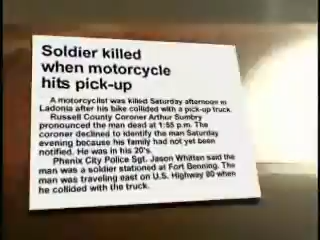 Soldier killed
when motorcycle
hits pick-up
A motorcyclist was killed Saturday afternoon in
Ladonia after his bike collided with a pick-up truck.
Russell County Coroner Arthur Sumbry
pronounced the man dead at 1:55 p.m. The
coroner declined to identify the man Saturday
evening because his family had not yet been
notified. He was in his 20's.
Phenix City Police Sgt. Jason Whitten said the
man was a soldier stationed at Fort Benning. The
man was traveling east on U.S. Highway 80 when
he collided with the truck.